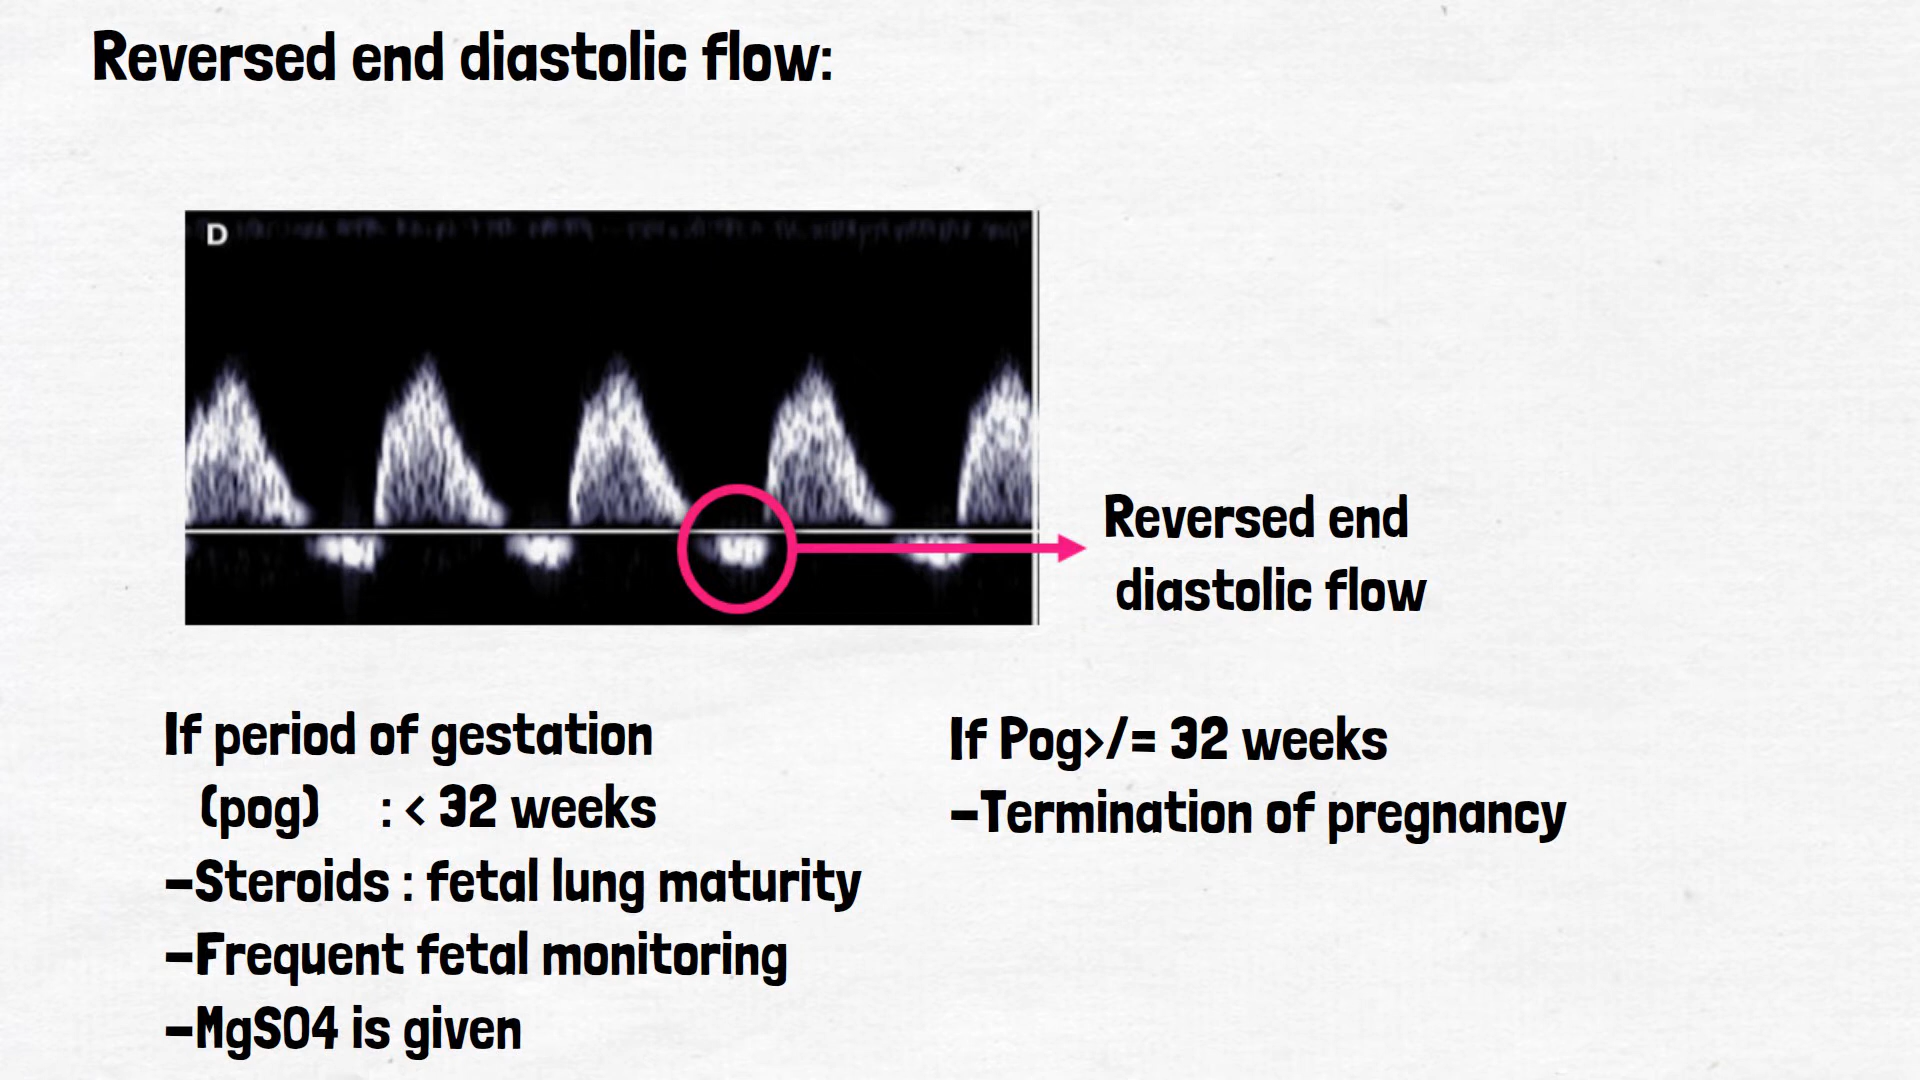 Reversed end diastolic flow:
D
Reversed end
diastolic flow
If period of gestation
(pog) : < 32 weeks
-Steroids : fetal lung maturity
-Frequent fetal monitoring
-MgSO4 is given
If Pog>/= 32 weeks
-Termination of pregnancy